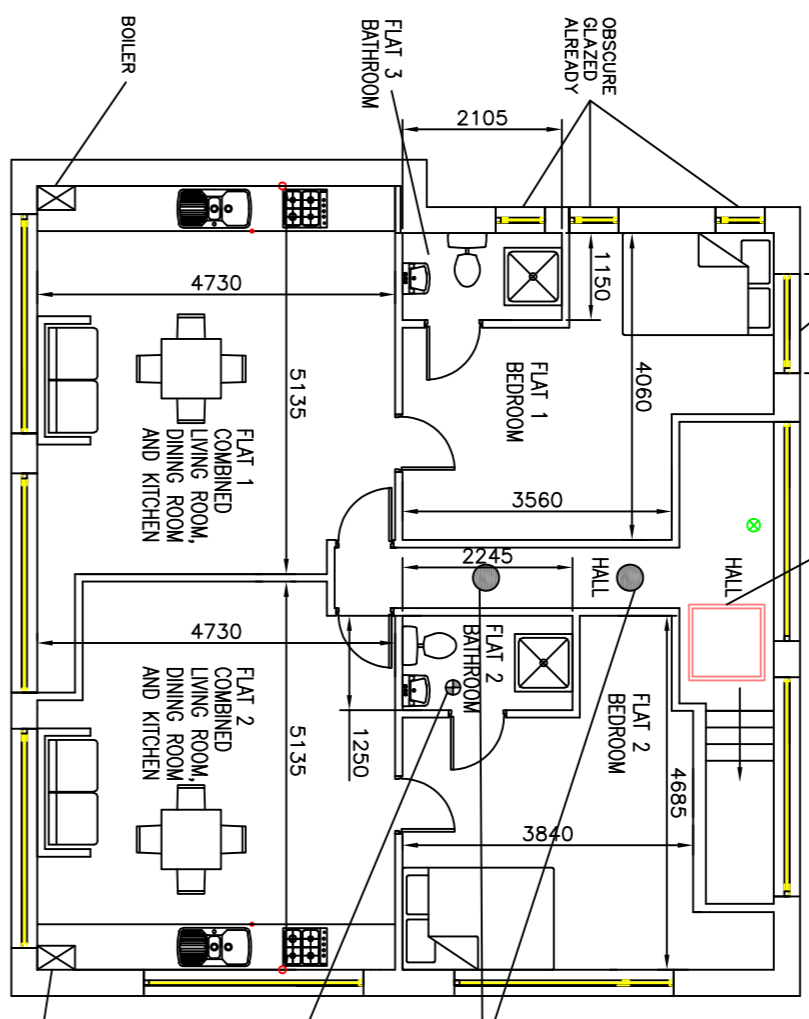 OBSCURE
GLAZED
ALREADY
FLAT 3
BATHROOM
BOILER
2105
1150
4060
FLAT 1
BEDROOM
3560
4730
5135
FLAT 1
COMBINED
LIVING ROOM,
DINING ROOM
AND KITCHEN
HALL
HALL
2245
FLAT 2
BATHROOM
1250
FLAT 2
BEDROOM
4685
3840
4730
5135
FLAT 2
COMBINED
LIVING ROOM,
DINING ROOM
AND KITCHEN